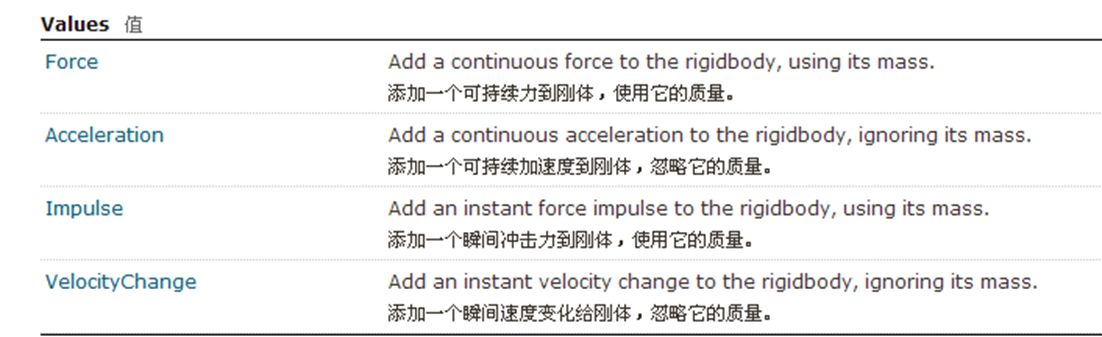 Values 值
Force Add a continuous force to the rigidbody, using its mass.
添加一个可持续力到刚体，使用它的质量。
Acceleration Add a continuous acceleration to the rigidbody, ignoring its mass.
添加一个可持续加速度到刚体，忽略它的质量。
Impulse Add an instant force impulse to the rigidbody, using its mass.
添加一个瞬间冲击力到刚体，使用它的质量。
VelocityChange Add an instant velocity change to the rigidbody, ignoring its mass.
添加一个瞬间速度变化给刚体，忽略它的质量。